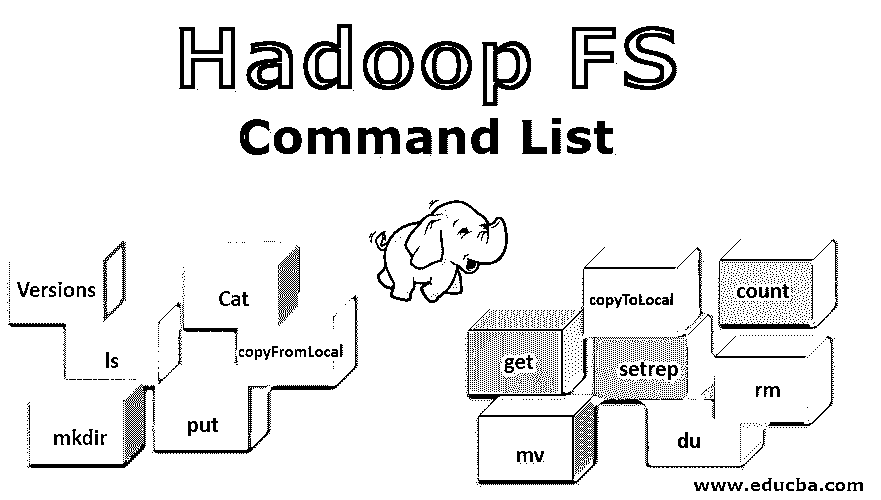 Hadoop FS
Command List
Versions
Cat
ls
copyFromLocal
mkdir
put
copyToLocal
count
get
setrep
rm
mv
du
www.educba.com